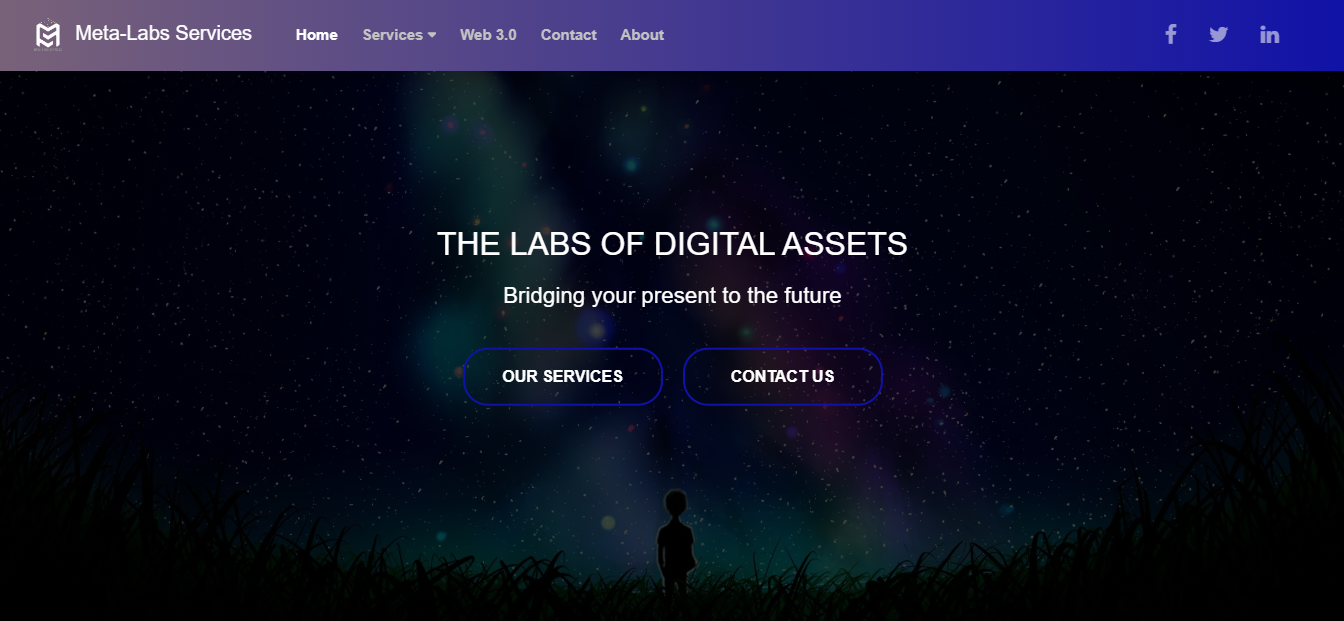 Meta-Labs Services
Home
Services
Web 3.0
Contact
About
THE LABS OF DIGITAL ASSETS
Bridging your present to the future
OUR SERVICES
CONTACT US